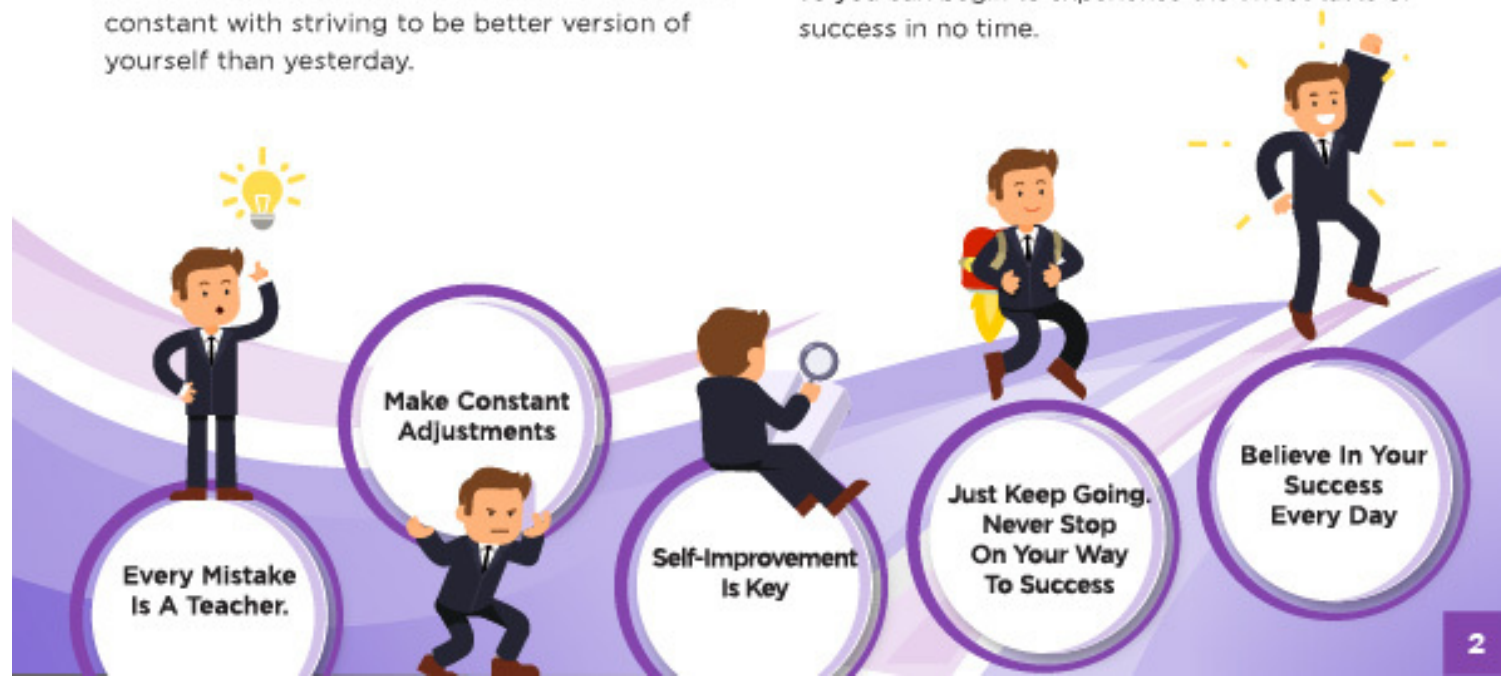 constant with striving to be better version of
yourself than yesterday.
success in no time.
Make Constant
Adjustments
Every Mistake
Is A Teacher.
Self-Improvement
Is Key
Just Keep Going.
Never Stop
On Your Way
To Success
Believe In Your
Success
Every Day
2